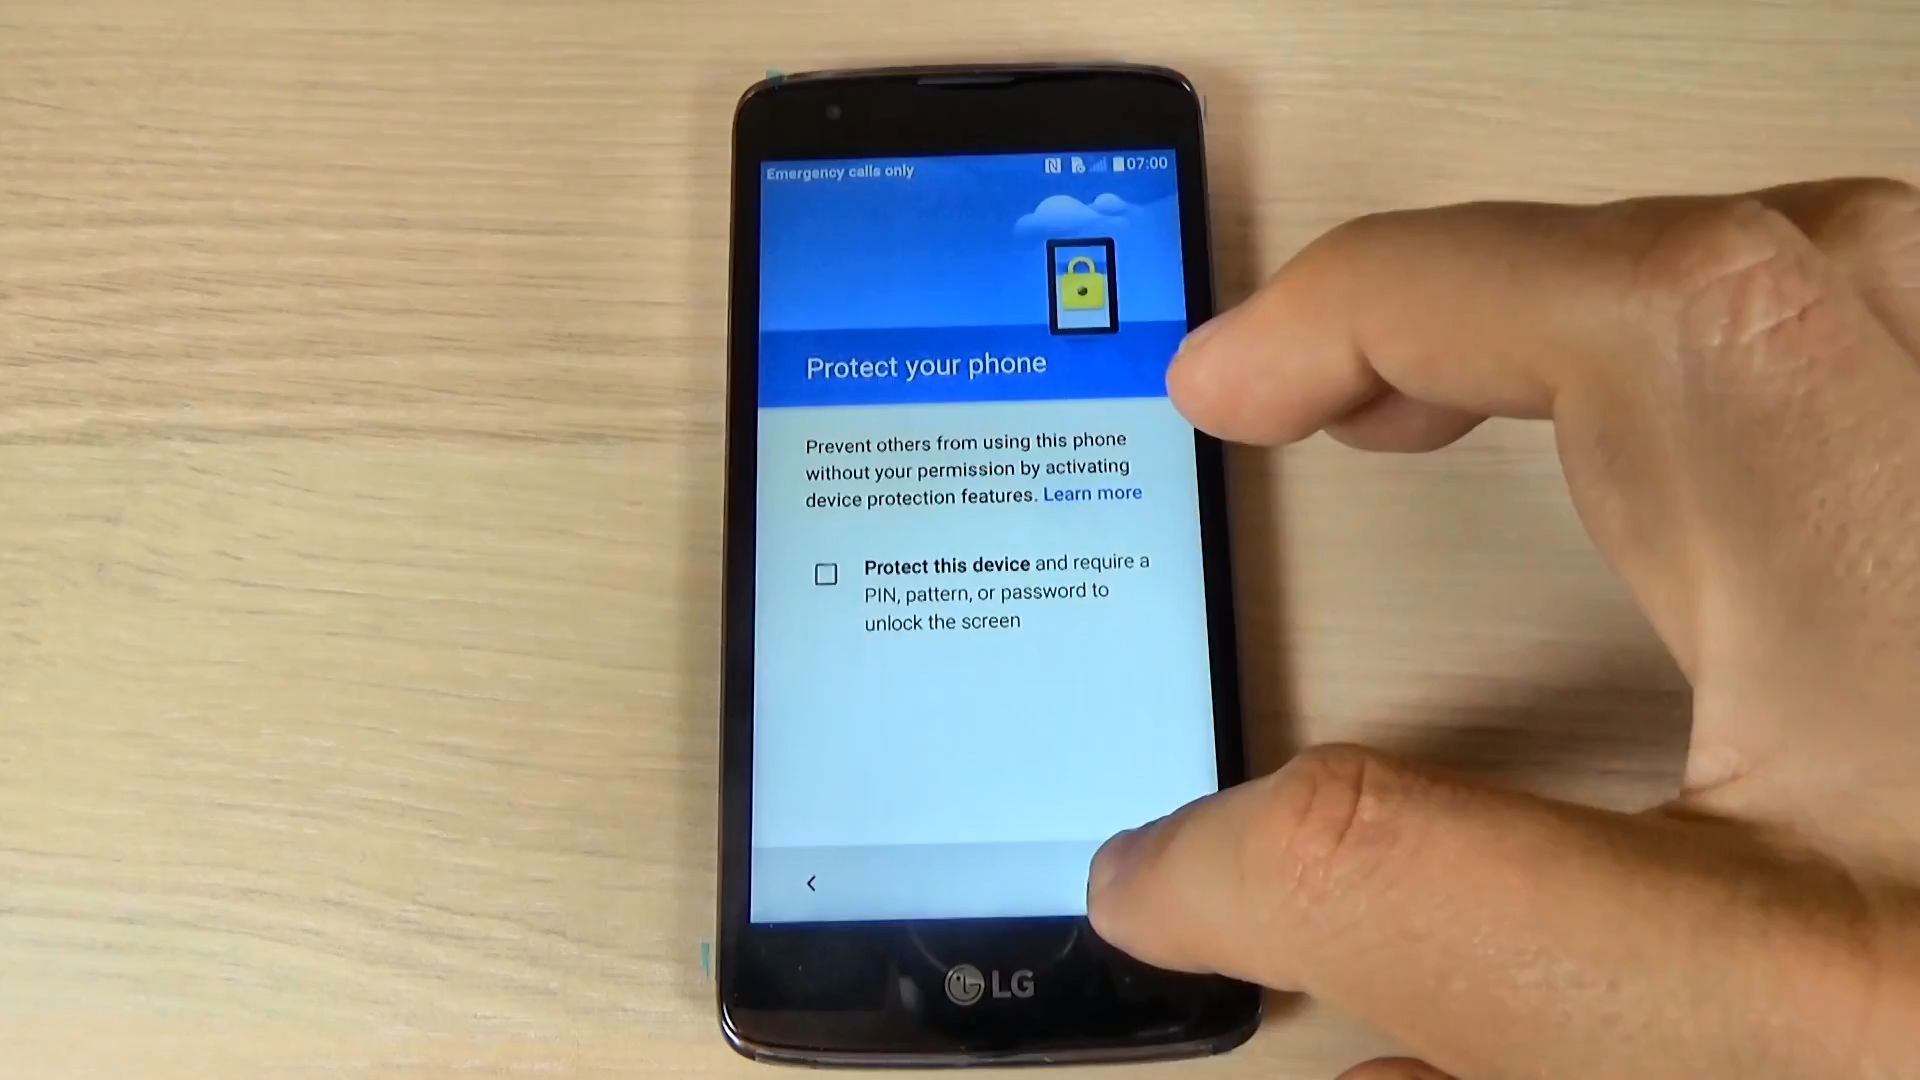 Emergency calls only
07:00
Protect your phone
Prevent others from using this phone
without your permission by activating
device protection features. Learn more
Protect this device and require a
PIN, pattern, or password to
unlock the screen
LG